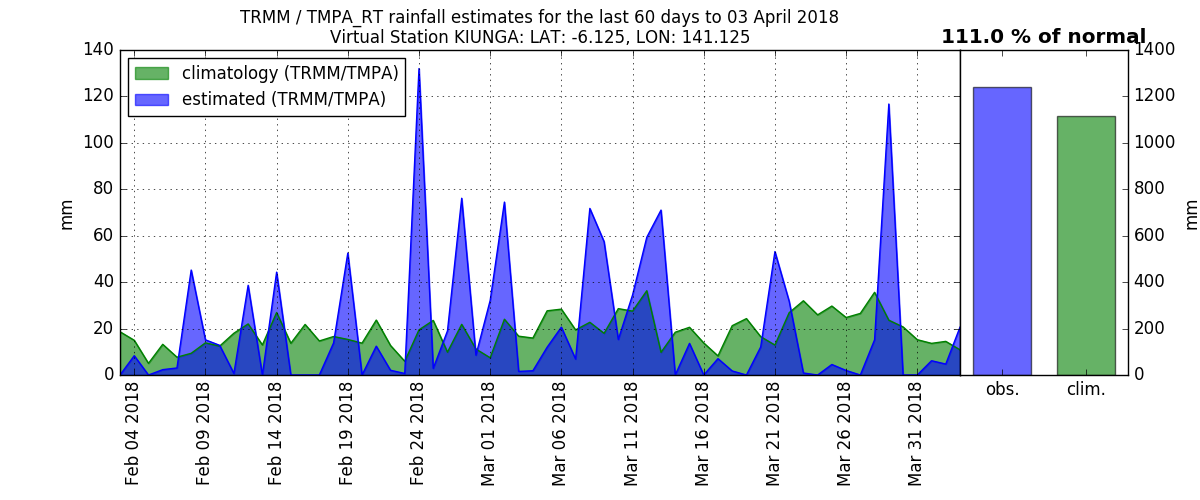 TRMM / TMPA_RT rainfall estimates for the last 60 days to 03 April 2018
Virtual Station KIUNGA: LAT: -6.125, LON: 141.125
111.0 % of normal
climatology (TRMM/TMPA)
estimated (TRMM/TMPA)
140
120
100
80
60
40
20
0
mm
1400
1200
1000
800
600
400
200
0
mm
obs.
clim.
Feb 04 2018
Feb 09 2018
Feb 14 2018
Feb 19 2018
Feb 24 2018
Mar 01 2018
Mar 06 2018
Mar 11 2018
Mar 16 2018
Mar 21 2018
Mar 26 2018
Mar 31 2018